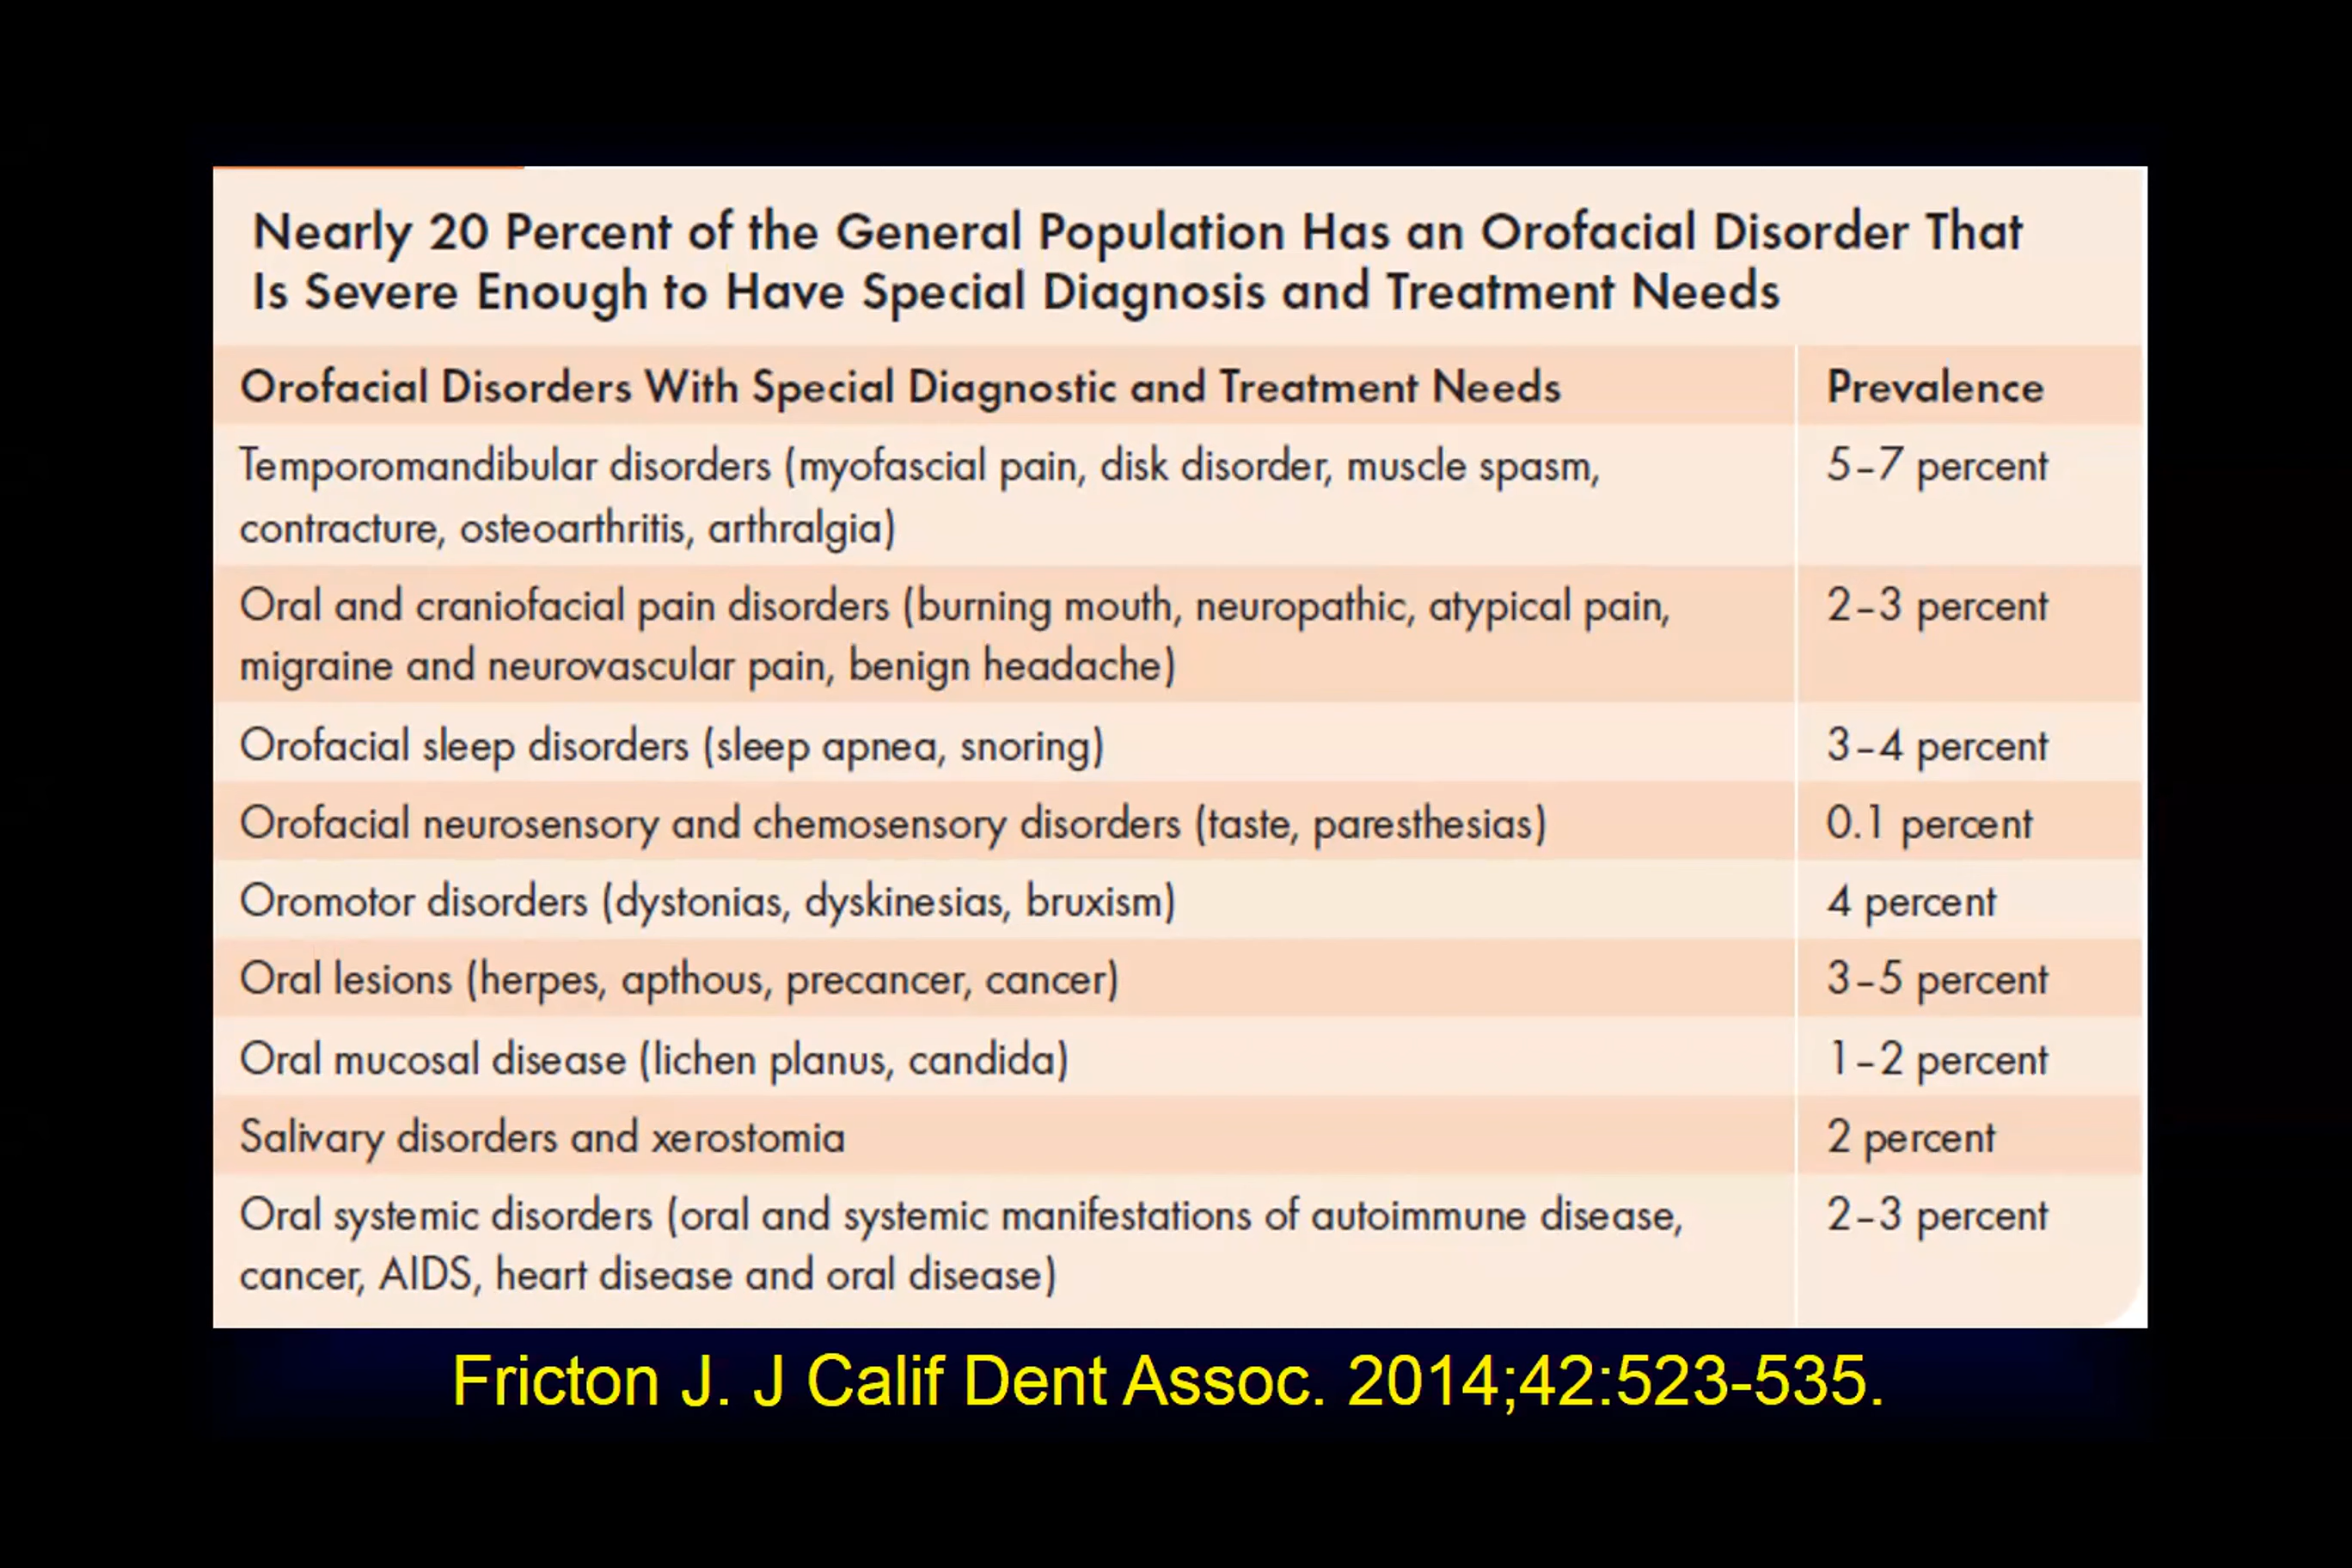 Nearly 20 Percent of the General Population Has an Orofacial Disorder That
Is Severe Enough to Have Special Diagnosis and Treatment Needs
Orofacial Disorders With Special Diagnostic and Treatment Needs Prevalence
Temporomandibular disorders (myofascial pain, disk disorder, muscle spasm, 5–7 percent
contracture, osteoarthritis, arthralgia)
Oral and craniofacial pain disorders (burning mouth, neuropathic, atypical pain, 2–3 percent
migraine and neurovascular pain, benign headache)
Orofacial sleep disorders (sleep apnea, snoring) 3–4 percent
Orofacial neurosensory and chemosensory disorders (taste, paresthesias) 0.1 percent
Oromotor disorders (dystonias, dyskinesias, bruxism) 4 percent
Oral lesions (herpes, apthous, precancer, cancer) 3–5 percent
Oral mucosal disease (lichen planus, candida) 1–2 percent
Salivary disorders and xerostomia 2 percent
Oral systemic disorders (oral and systemic manifestations of autoimmune disease, 2–3 percent
cancer, AIDS, heart disease and oral disease)
Fricton J. J Calif Dent Assoc. 2014;42:523-535.